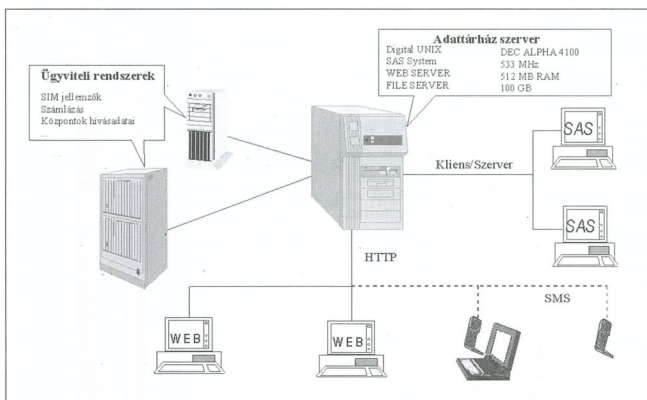 Adattárház szerver
Digital UNIX DEC ALPHA 4100
SAS System 533 MHz
WEB SERVER 512 MB RAM
FILE SERVER 100 GB
Ügyviteli rendszerek
SIM jellemzők
Számlázás
Központok hívásadatai
SAS
Kliens/Szerver
SAS
HTTP
SMS
WEB
WEB